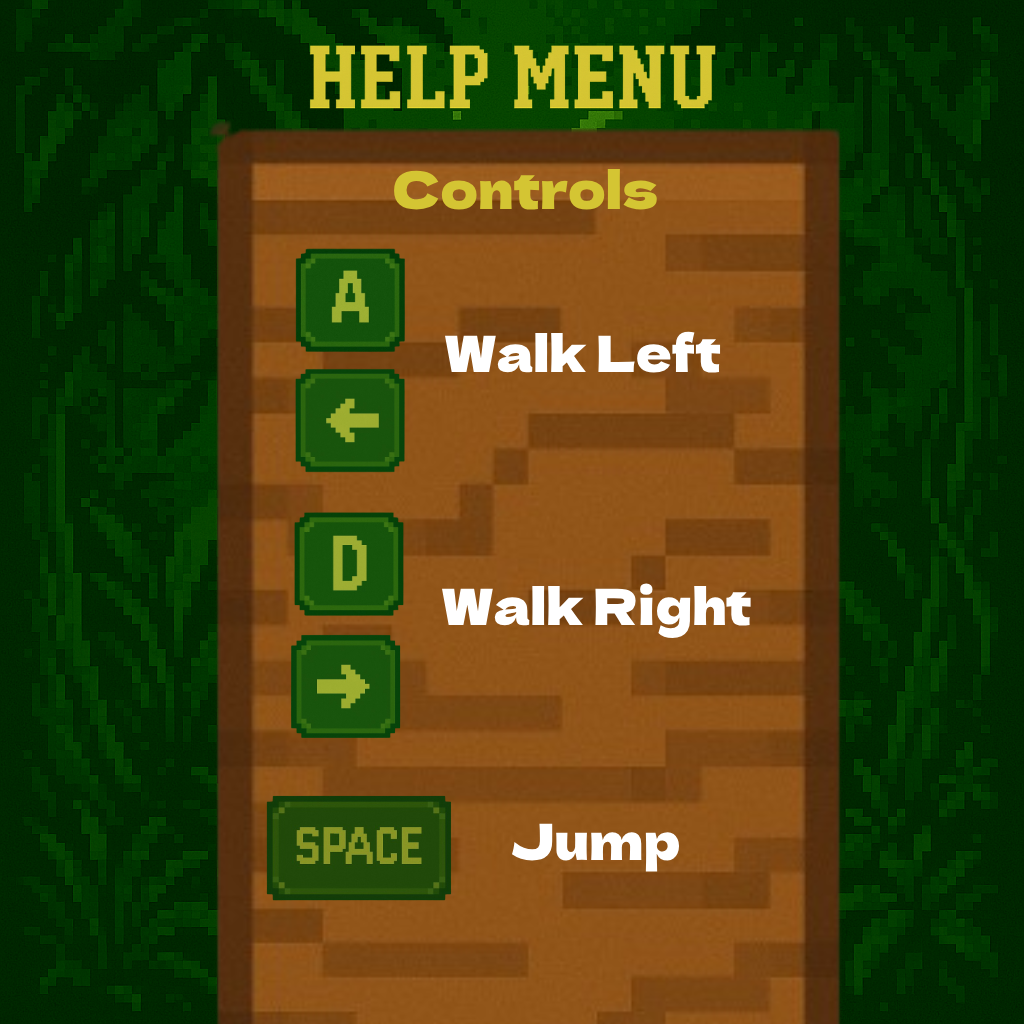 HELP MENU
Controls
A
Walk Left
←
D
Walk Right
→
SPACE Jump